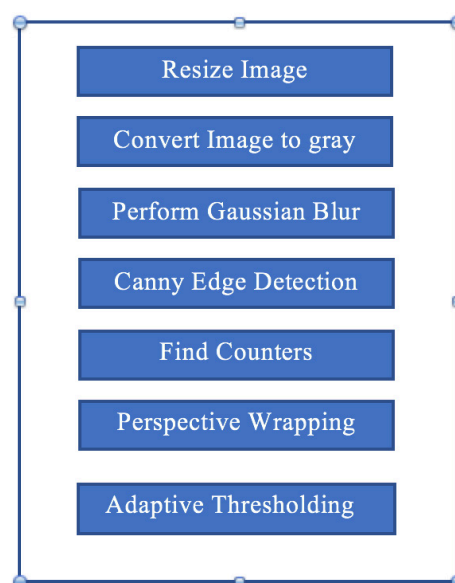 Resize Image
Convert Image to gray
Perform Gaussian Blur
Canny Edge Detection
Find Counters
Perspective Wrapping
Adaptive Thresholding